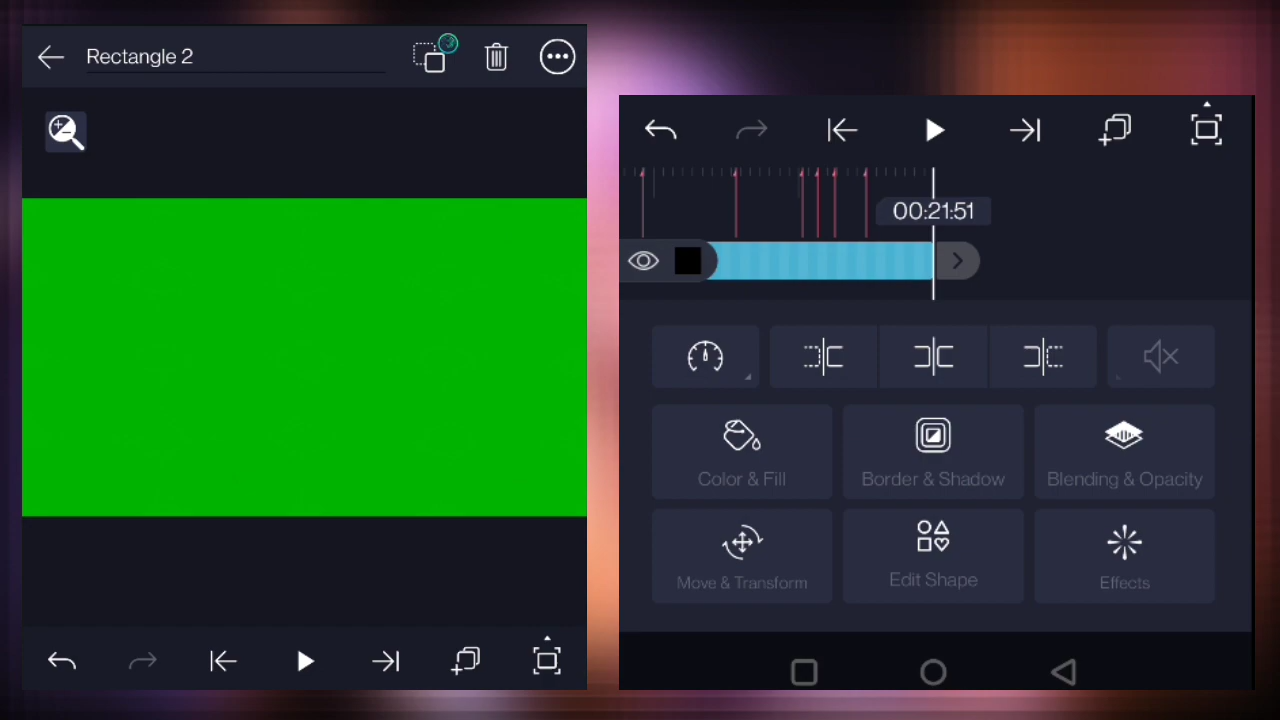 Rectangle 2
00:21:51
Color & Fill
Border & Shadow
Blending & Opacity
Move & Transform
Edit Shape
Effects